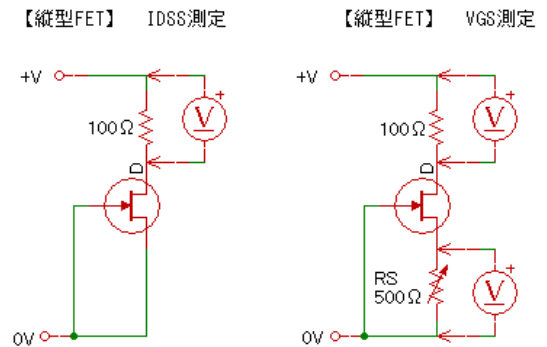 【縦型FET】 IDSS測定
+V
+
V
100Ω
D
0V
【縦型FET】 VGS測定
+V
+
V
100Ω
D
RS
500Ω
+
V
0V